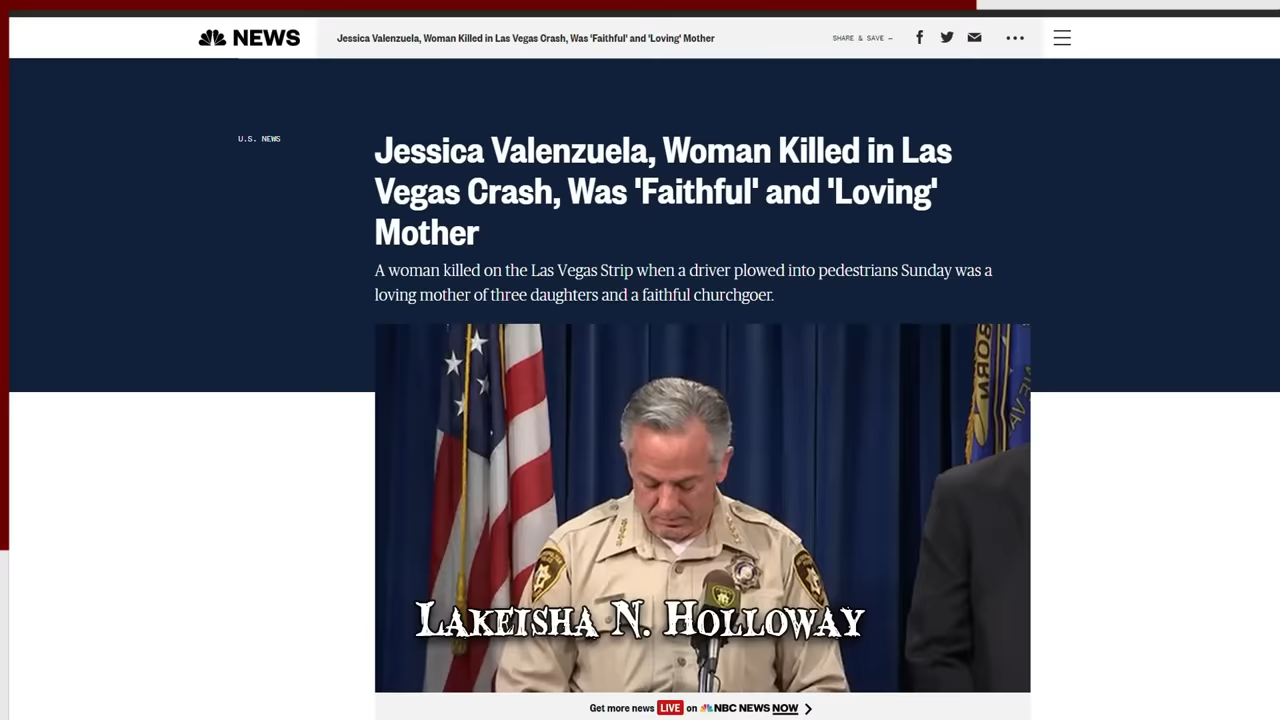 NEWS
Jessica Valenzuela, Woman Killed in Las Vegas Crash, Was 'Faithful' and 'Loving' Mother
SHARE & SAVE —
U.S. NEWS
Jessica Valenzuela, Woman Killed in Las
Vegas Crash, Was 'Faithful' and 'Loving'
Mother
A woman killed on the Las Vegas Strip when a driver plowed into pedestrians Sunday was a
loving mother of three daughters and a faithful churchgoer.
BORN
Lakeisha N. Holloway
Get more news LIVE on NBC NEWS NOW